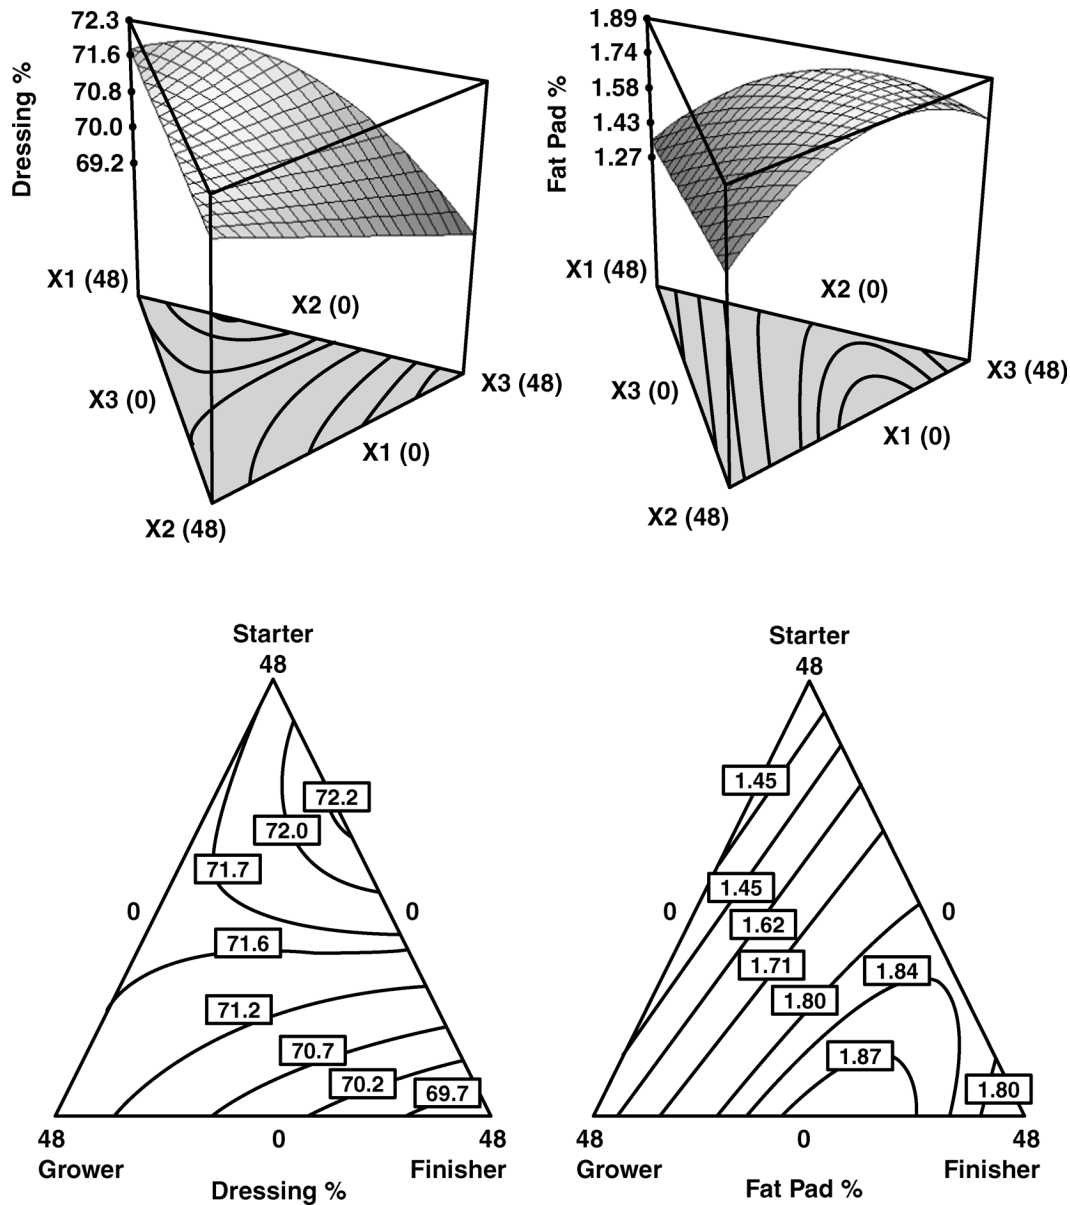 72.3
71.6
70.8
70.0
69.2
Dressing %
X1 (48)
X2 (0)
X3 (0)
X3 (48)
X1 (0)
X2 (48)
1.89
1.74
1.58
1.43
1.27
Fat Pad %
X1 (48)
X2 (0)
X3 (0)
X3 (48)
X1 (0)
X2 (48)
Starter
48
72.2
72.0
71.7
0
0
71.6
71.2
70.7
70.2
69.7
48
0
48
Grower
Finisher
Dressing %
Starter
48
1.45
1.45
0
0
1.62
1.71
1.84
1.80
1.87
1.80
48
0
48
Grower
Finisher
Fat Pad %